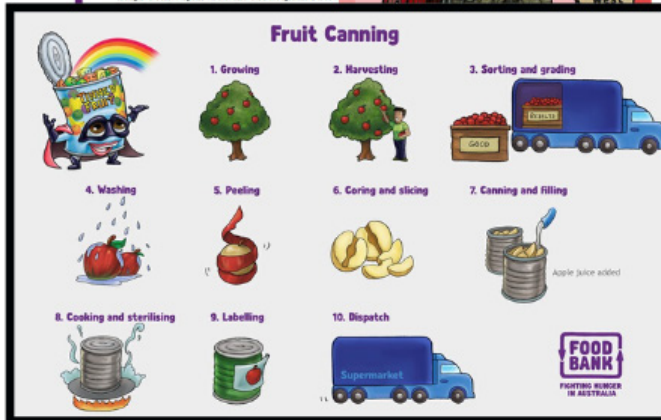 Fruit Canning
1. Growing
2. Harvesting
3. Sorting and grading
GOOD
4. Washing
5. Peeling
6. Coring and slicing
7. Canning and filling
Apple juice added
8. Cooking and sterilising
9. Labelling
10. Dispatch
Supermarket
FOOD
BANK
FIGHTING HUNGER
IN AUSTRALIA